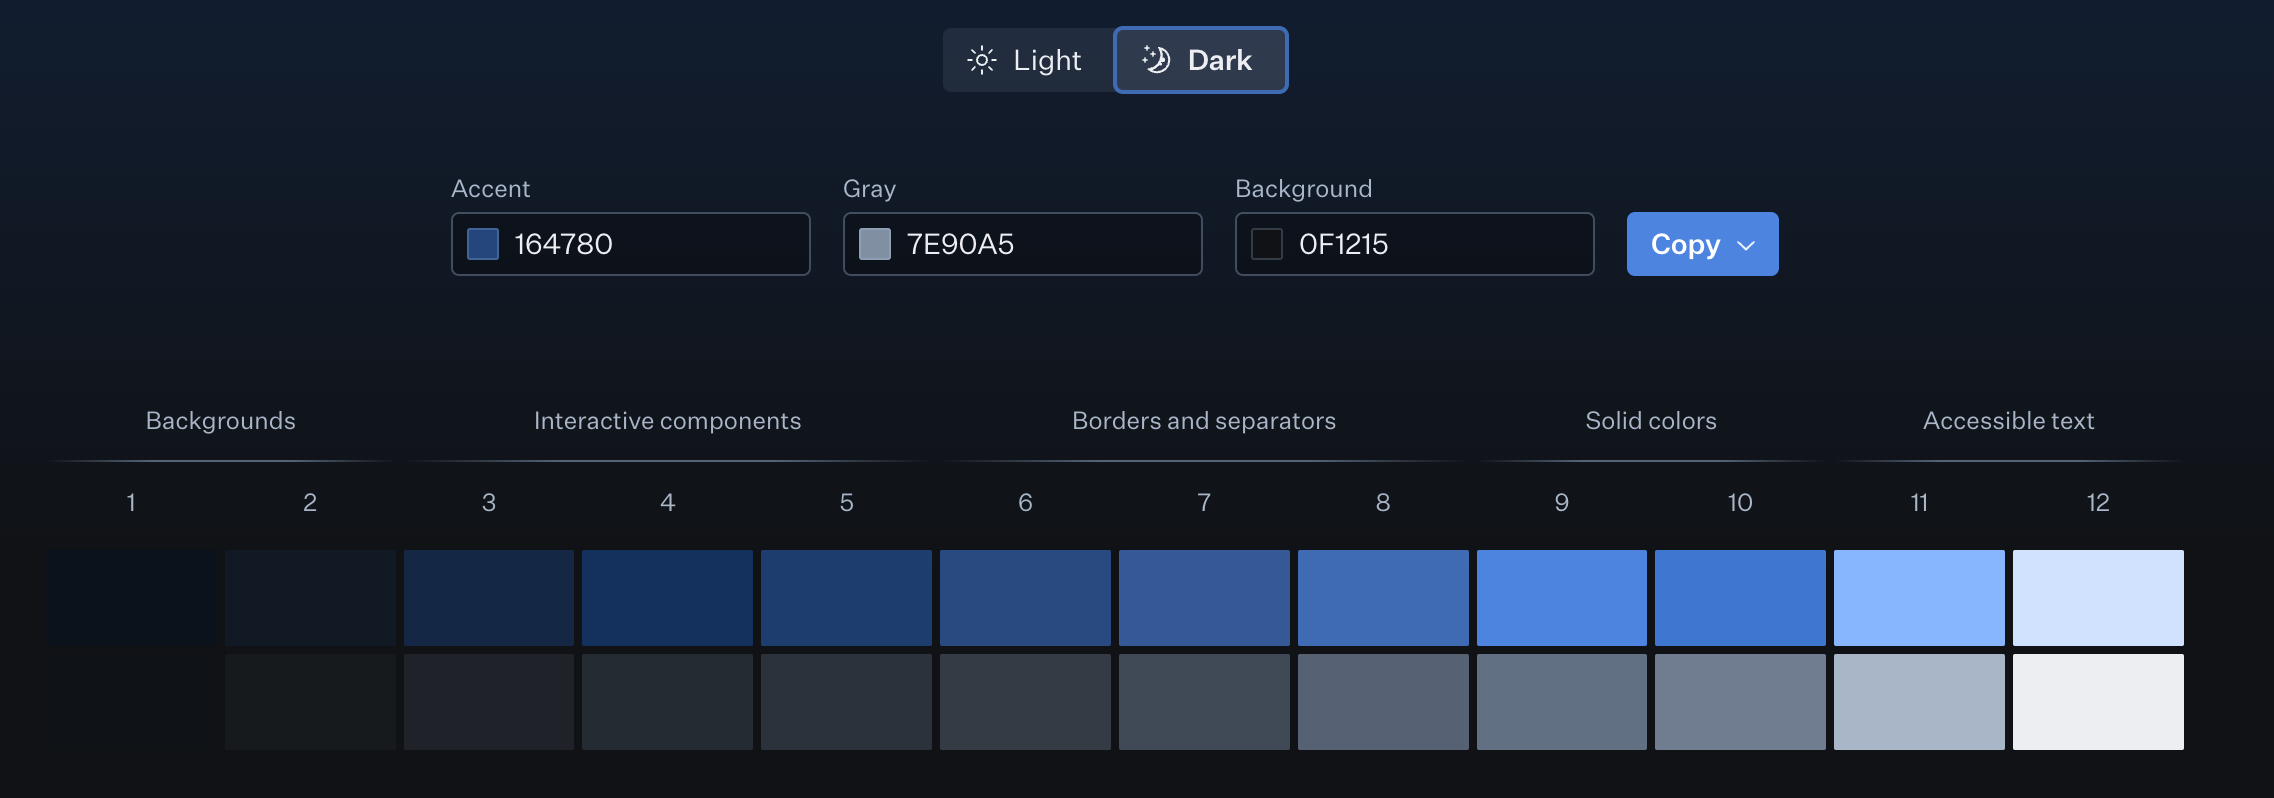 Light Dark
Accent Gray Background
164780 7E90A5 0F1215 Copy
Backgrounds Interactive components Borders and separators Solid colors Accessible text
1 2 3 4 5 6 7 8 9 10 11 12